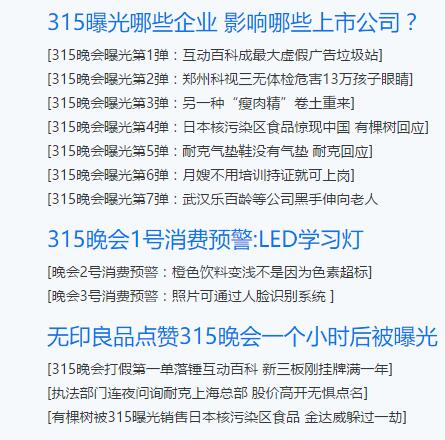 315曝光哪些企业 影响哪些上市公司？
[315晚会曝光第1弹：互动百科成最大虚假广告垃圾站]
[315晚会曝光第2弹：郑州科视三无体检危害13万孩子眼睛]
[315晚会曝光第3弹：另一种“瘦肉精”卷土重来]
[315晚会曝光第4弹：日本核污染区食品惊现中国 有棵树回应]
[315晚会曝光第5弹：耐克气垫鞋没有气垫 耐克回应]
[315晚会曝光第6弹：月嫂不用培训持证就可上岗]
[315晚会曝光第7弹：武汉乐百龄等公司黑手伸向老人
315晚会1号消费预警:LED学习灯
[晚会2号消费预警：橙色饮料变浅不是因为色素超标]
[晚会3号消费预警：照片可通过人脸识别系统 ]
无印良品点赞315晚会一个小时后被曝光
[315晚会打假第一单落锤互动百科 新三板刚挂牌满一年]
[执法部门连夜问询耐克上海总部 股价高开无惧点名]
[有棵树被315曝光销售日本核污染区食品 金达威躲过一劫]